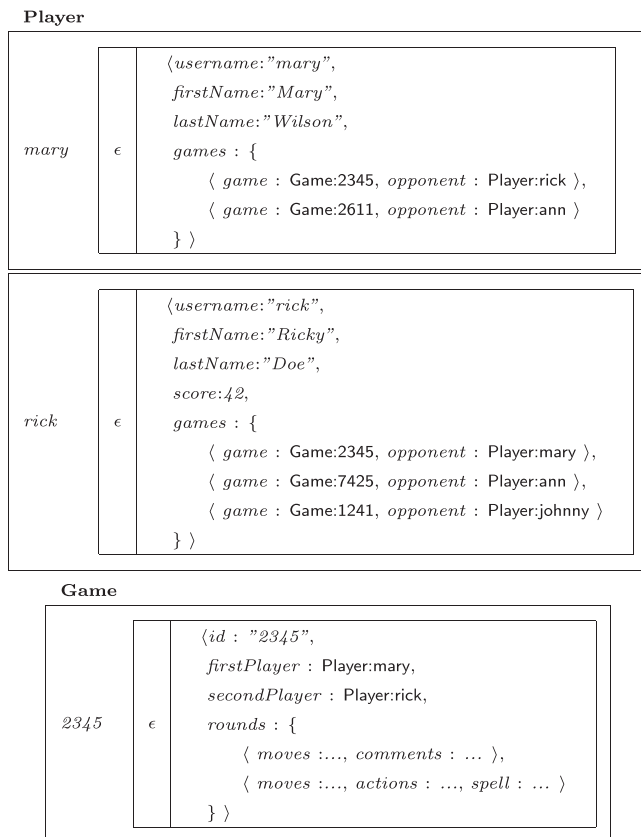 Player
⟨username:"mary",
firstName:"Mary",
lastName:"Wilson",
mary ϵ games : {
⟨ game : Game:2345, opponent : Player:rick ⟩,
⟨ game : Game:2611, opponent : Player:ann ⟩
} ⟩
⟨username:"rick",
firstName:"Ricky",
lastName:"Doe",
score:42,
rick ϵ games : {
⟨ game : Game:2345, opponent : Player:mary ⟩,
⟨ game : Game:7425, opponent : Player:ann ⟩,
⟨ game : Game:1241, opponent : Player:johnny ⟩
} ⟩
Game
⟨id : "2345",
firstPlayer : Player:mary,
secondPlayer : Player:rick,
2345 ϵ rounds : {
⟨ moves :..., comments : ... ⟩,
⟨ moves :..., actions : ..., spell : ... ⟩
} ⟩